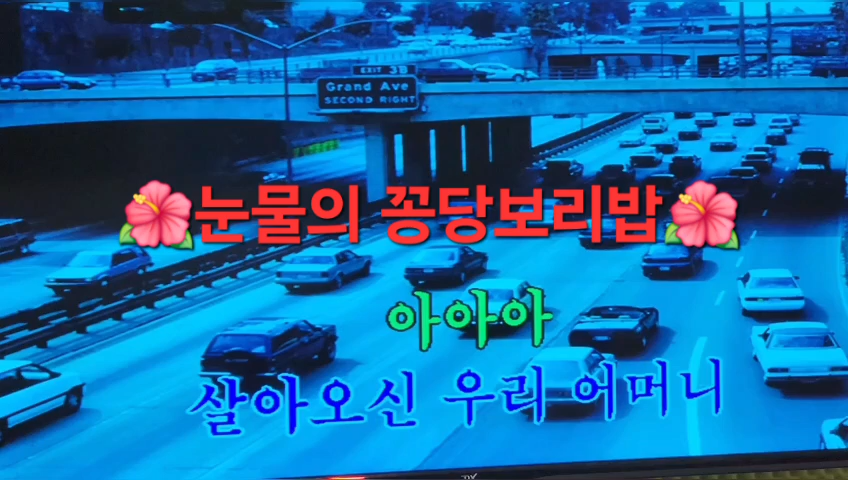 EXIT 3B
Grand Ave
SECOND RIGHT
🌺눈물의 꽁당보리밥🌺
아아아
살아오신 우리 어머니